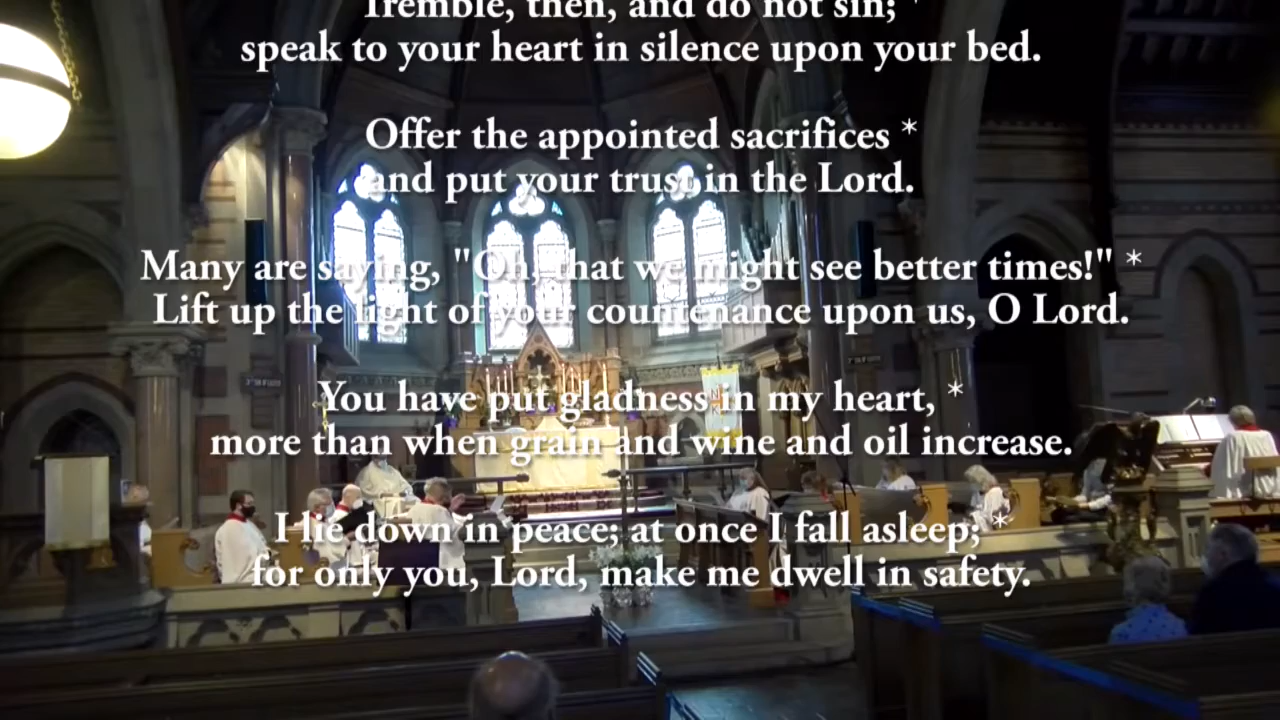 Tremble, then, and do not sin; *
speak to your heart in silence upon your bed.
Offer the appointed sacrifices *
and put your trust in the Lord.
Many are saying, "Oh, that we might see better times!" *
Lift up the light of your countenance upon us, O Lord.
You have put gladness in my heart, *
more than when grain and wine and oil increase.
I lie down in peace; at once I fall asleep; *
for only you, Lord, make me dwell in safety.